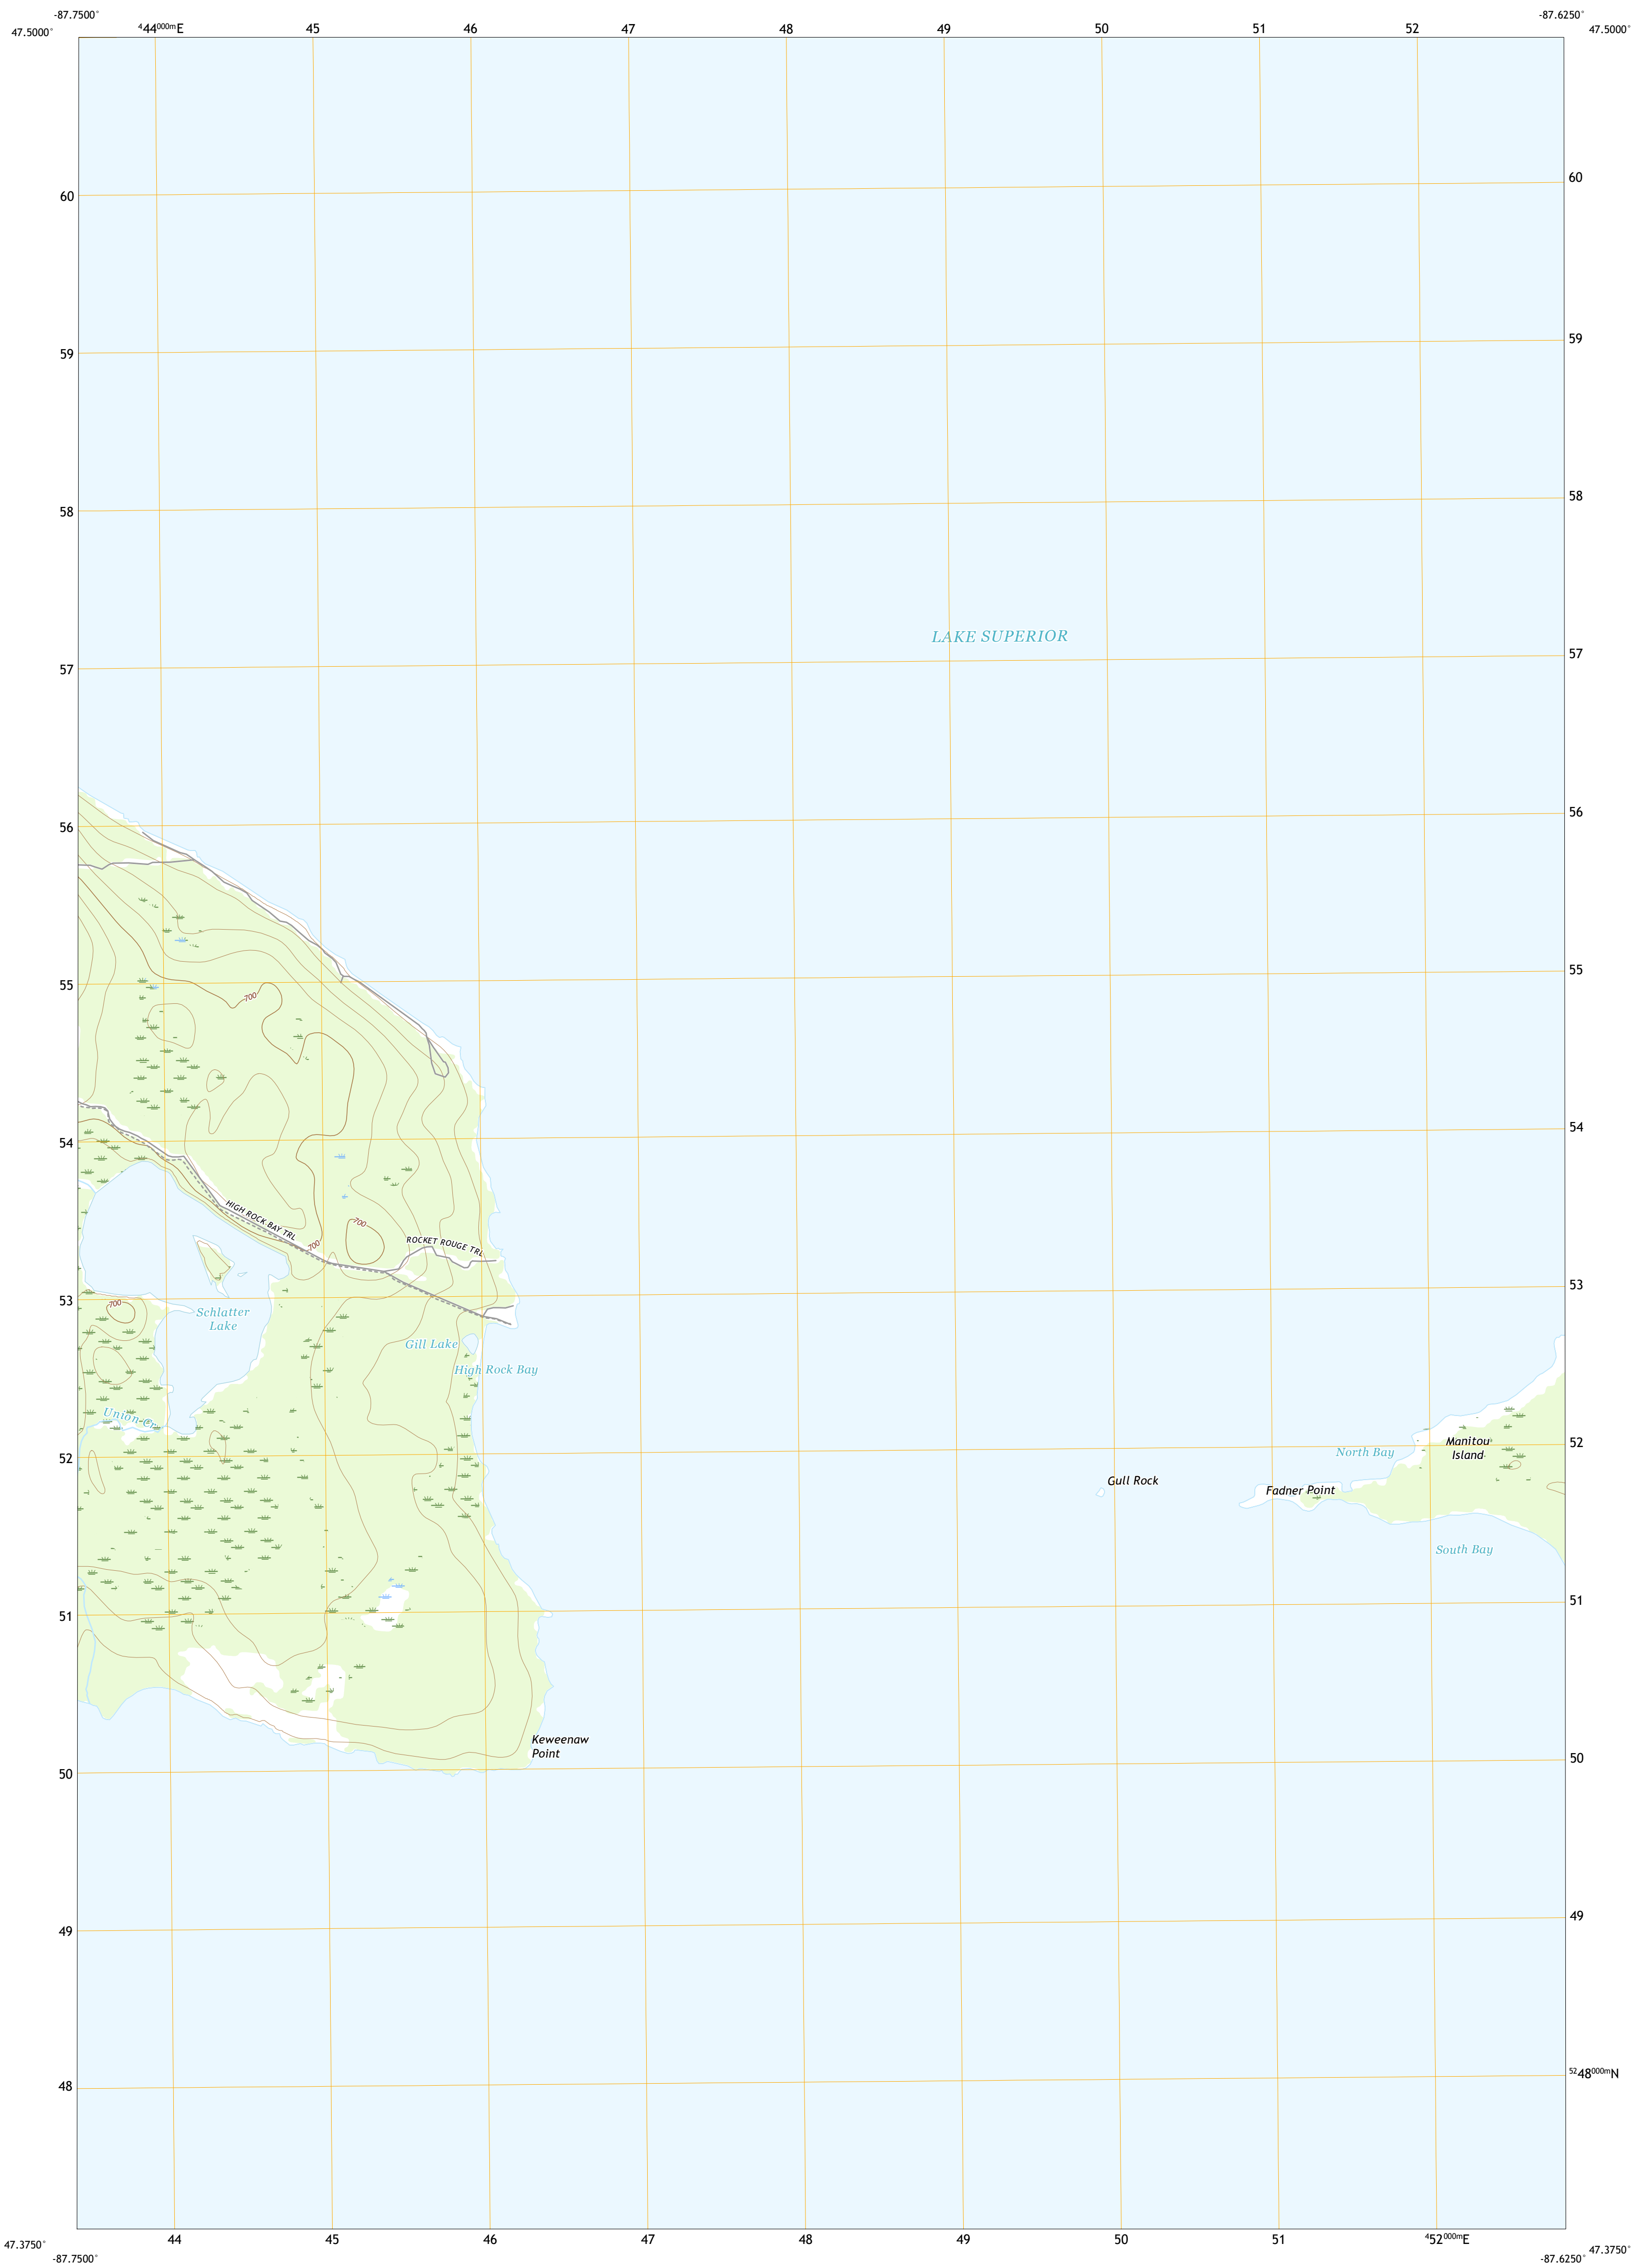 -87.7500°
-87.6250°
47.5000°
⁴44⁰⁰⁰ᵐE
45
46
47
48
49
50
51
52
47.5000°
60
60
59
59
58
58
LAKE SUPERIOR
57
57
56
56
55
55
700
54
54
HIGH ROCK BAY TRL
700
700
ROCKET ROUGE TRL
53
53
700
Schlatter
Lake
Gill Lake
High Rock Bay
Union Cr
52
52
North Bay
Manitou
Island
Gull Rock
Fadner Point
South Bay
51
51
Keweenaw
Point
50
50
49
49
48
⁵²48⁰⁰⁰ᵐN
44
45
46
47
48
49
50
51
⁴52⁰⁰⁰ᵐE
47.3750°
47.3750°
-87.7500°
-87.6250°